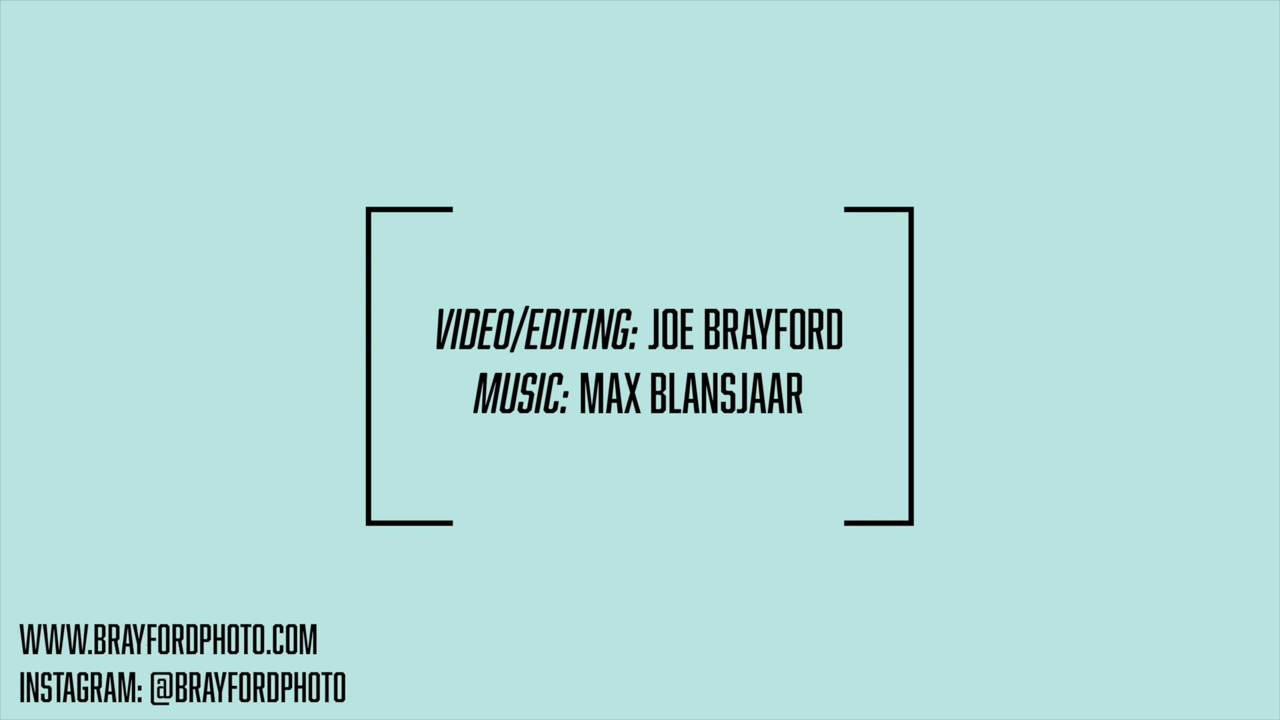 VIDEO/EDITING: JOE BRAYFORD
MUSIC: MAX BLANSJAAR
WWW.BRAYFORDPHOTO.COM
INSTAGRAM: @BRAYFORDPHOTO